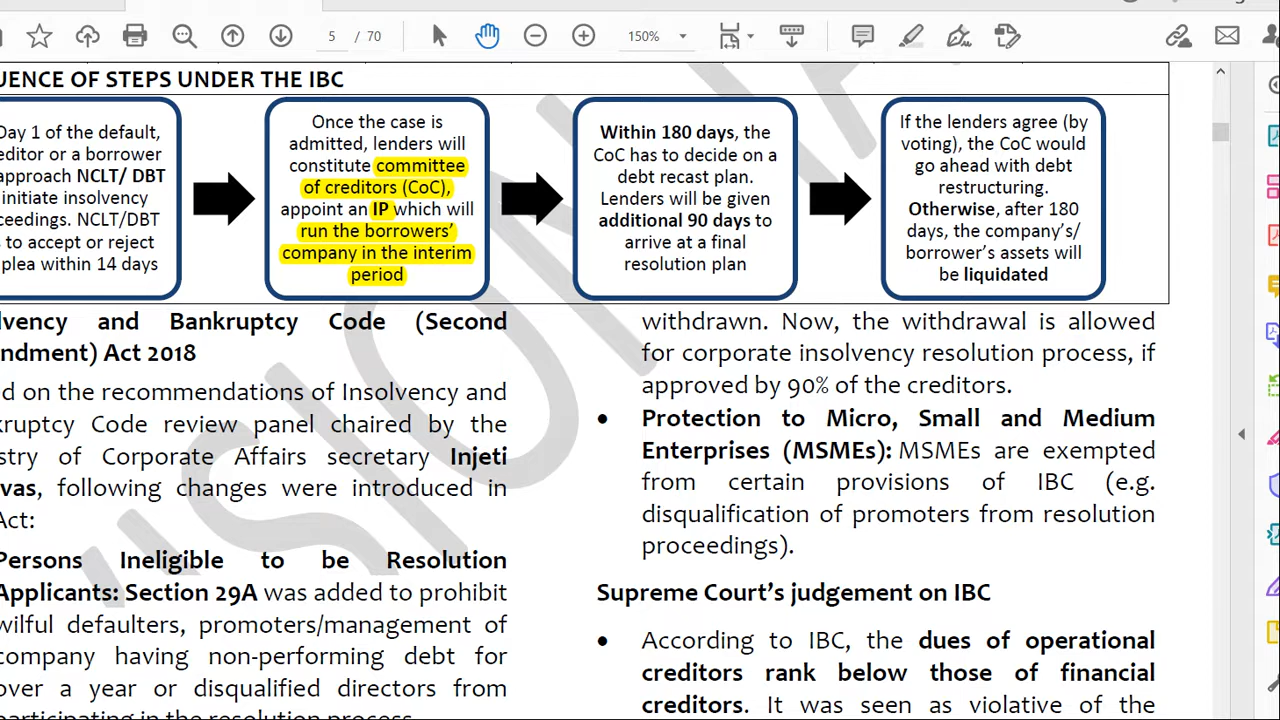 5 / 70
150%
UENCE OF STEPS UNDER THE IBC
Day 1 of the default,
editor or a borrower
approach NCLT/ DBT
initiate insolvency
ceedings. NCLT/DBT
s to accept or reject
plea within 14 days
Once the case is
admitted, lenders will
constitute committee
of creditors (CoC),
appoint an IP which will
run the borrowers'
company in the interim
period
Within 180 days, the
CoC has to decide on a
debt recast plan.
Lenders will be given
additional 90 days to
arrive at a final
resolution plan
If the lenders agree (by
voting), the CoC would
go ahead with debt
restructuring.
Otherwise, after 180
days, the company's/
borrower's assets will
be liquidated
lvency and Bankruptcy Code (Second
ndment) Act 2018
d on the recommendations of Insolvency and
kruptcy Code review panel chaired by the
stry of Corporate Affairs secretary Injeti
vas, following changes were introduced in
Act:
Persons Ineligible to be Resolution
Applicants: Section 29A was added to prohibit
wilful defaulters, promoters/management of
company having non-performing debt for
over a year or disqualified directors from
participating in the resolution process
withdrawn. Now, the withdrawal is allowed
for corporate insolvency resolution process, if
approved by 90% of the creditors.
• Protection to Micro, Small and Medium
Enterprises (MSMEs): MSMEs are exempted
from certain provisions of IBC (e.g.
disqualification of promoters from resolution
proceedings).
Supreme Court's judgement on IBC
• According to IBC, the dues of operational
creditors rank below those of financial
creditors. It was seen as violative of the